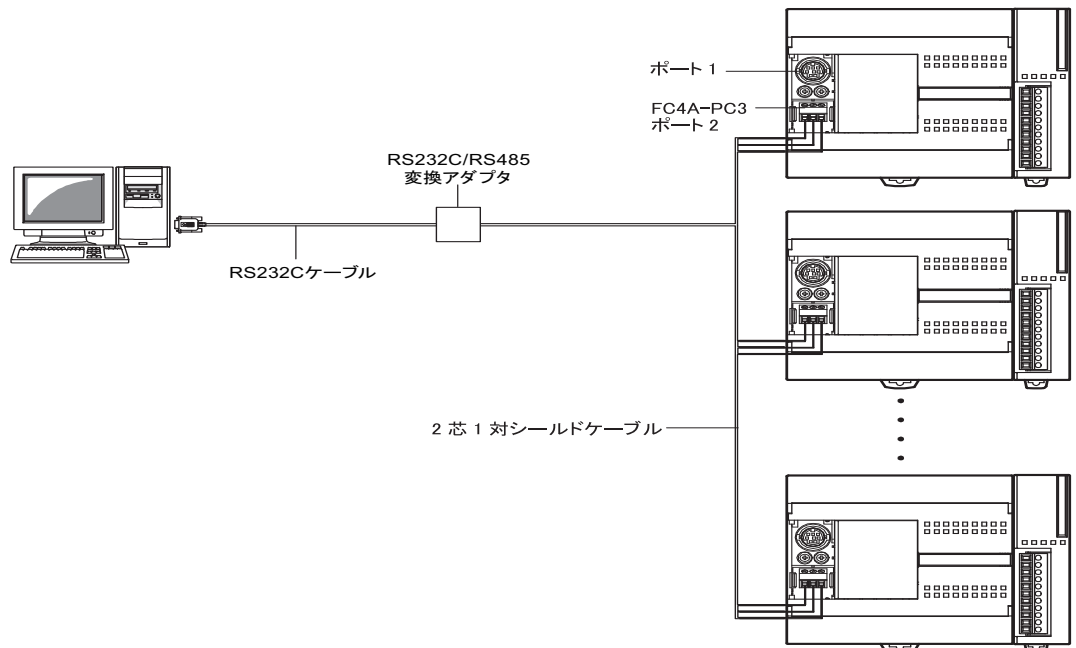 ポート 1
FC4A-PC3
ポート 2
RS232C/RS485
変換アダプタ
RS232Cケーブル
2 芯 1 対シールドケーブル